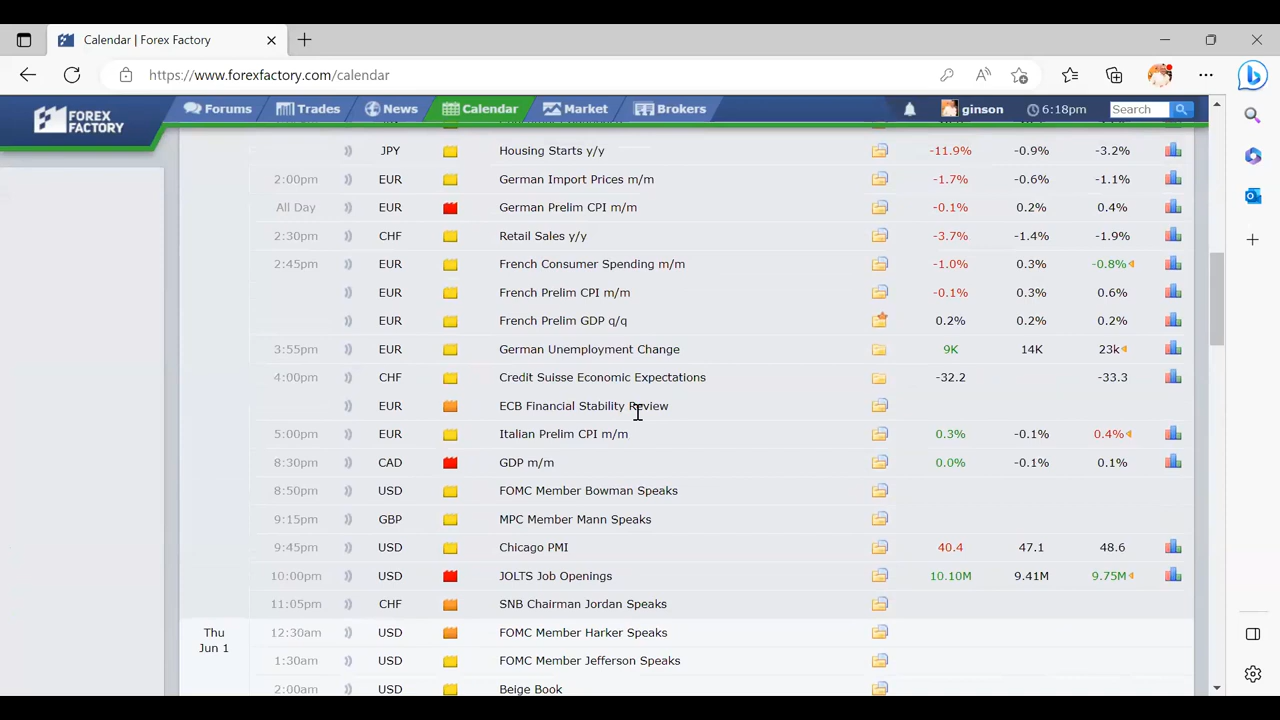 Calendar | Forex Factory
https://www.forexfactory.com/calendar
FOREX FACTORY
Forums Trades News Calendar Market Brokers ginson 6:18pm Search
JPY Housing Starts y/y -11.9% -0.9% -3.2%
2:00pm EUR German Import Prices m/m -1.7% -0.6% -1.1%
All Day EUR German Prelim CPI m/m -0.1% 0.2% 0.4%
2:30pm CHF Retail Sales y/y -3.7% -1.4% -1.9%
2:45pm EUR French Consumer Spending m/m -1.0% 0.3% -0.8%
EUR French Prelim CPI m/m -0.1% 0.3% 0.6%
EUR French Prelim GDP q/q 0.2% 0.2% 0.2%
3:55pm EUR German Unemployment Change 9K 14K 23k
4:00pm CHF Credit Suisse Economic Expectations -32.2 -33.3
EUR ECB Financial Stability Review
5:00pm EUR Italian Prelim CPI m/m 0.3% -0.1% 0.4%
8:30pm CAD GDP m/m 0.0% -0.1% 0.1%
8:50pm USD FOMC Member Bowman Speaks
9:15pm GBP MPC Member Mann Speaks
9:45pm USD Chicago PMI 40.4 47.1 48.6
10:00pm USD JOLTS Job Openings 10.10M 9.41M 9.75M
11:05pm CHF SNB Chairman Jordan Speaks
Thu Jun 1 12:30am USD FOMC Member Harker Speaks
1:30am USD FOMC Member Jefferson Speaks
2:00am USD Beige Book